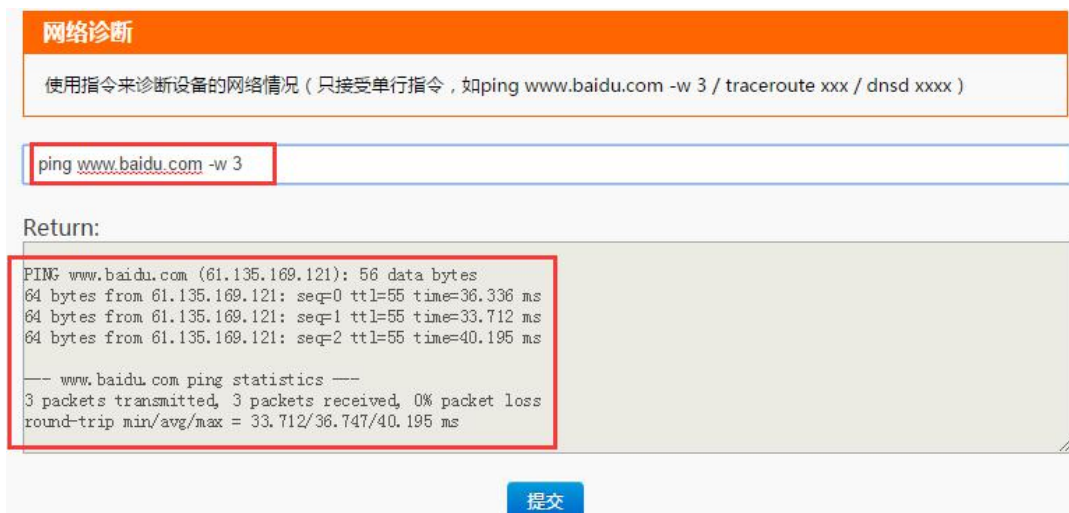 网络诊断
使用指令来诊断设备的网络情况（只接受单行指令，如ping www.baidu.com -w 3 / traceroute xxx / dnsd xxxx）
ping www.baidu.com -w 3
Return:
PING www.baidu.com (61.135.169.121): 56 data bytes
64 bytes from 61.135.169.121: seq=0 ttl=55 time=36.336 ms
64 bytes from 61.135.169.121: seq=1 ttl=55 time=33.712 ms
64 bytes from 61.135.169.121: seq=2 ttl=55 time=40.195 ms
--- www.baidu.com ping statistics ---
3 packets transmitted, 3 packets received, 0% packet loss
round-trip min/avg/max = 33.712/36.747/40.195 ms
提交